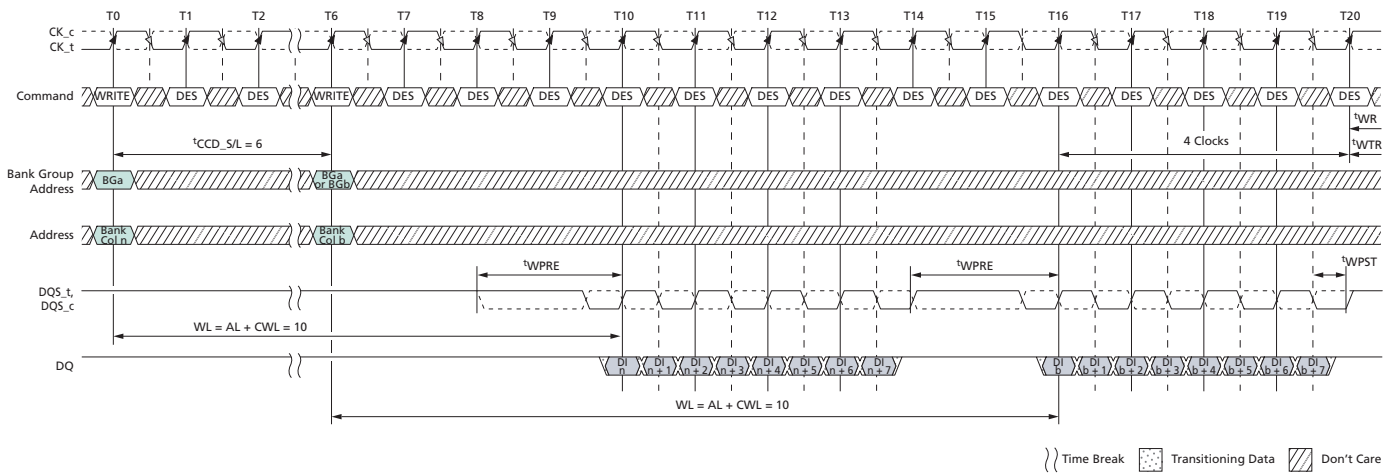 T0 T1 T2 T6 T7 T8 T9 T10 T11 T12 T13 T14 T15 T16 T17 T18 T19 T20
CK_c
CK_t
Command WRITE DES DES WRITE DES DES DES DES DES DES DES DES DES DES DES DES DES DES
tWR
tCCD_S/L = 6
4 Clocks
tWTR
Bank Group
Address
BGa
BGa
or BGb
Address
Bank
Col n
Bank
Col b
tWPRE
tWPRE
tWPST
DQS_t,
DQS_c
WL = AL + CWL = 10
DQ
DI
n
DI
n + 1
DI
n + 2
DI
n + 3
DI
n + 4
DI
n + 5
DI
n + 6
DI
n + 7
DI
b
DI
b + 1
DI
b + 2
DI
b + 3
DI
b + 4
DI
b + 5
DI
b + 6
DI
b + 7
WL = AL + CWL = 10
Time Break Transitioning Data Don't Care